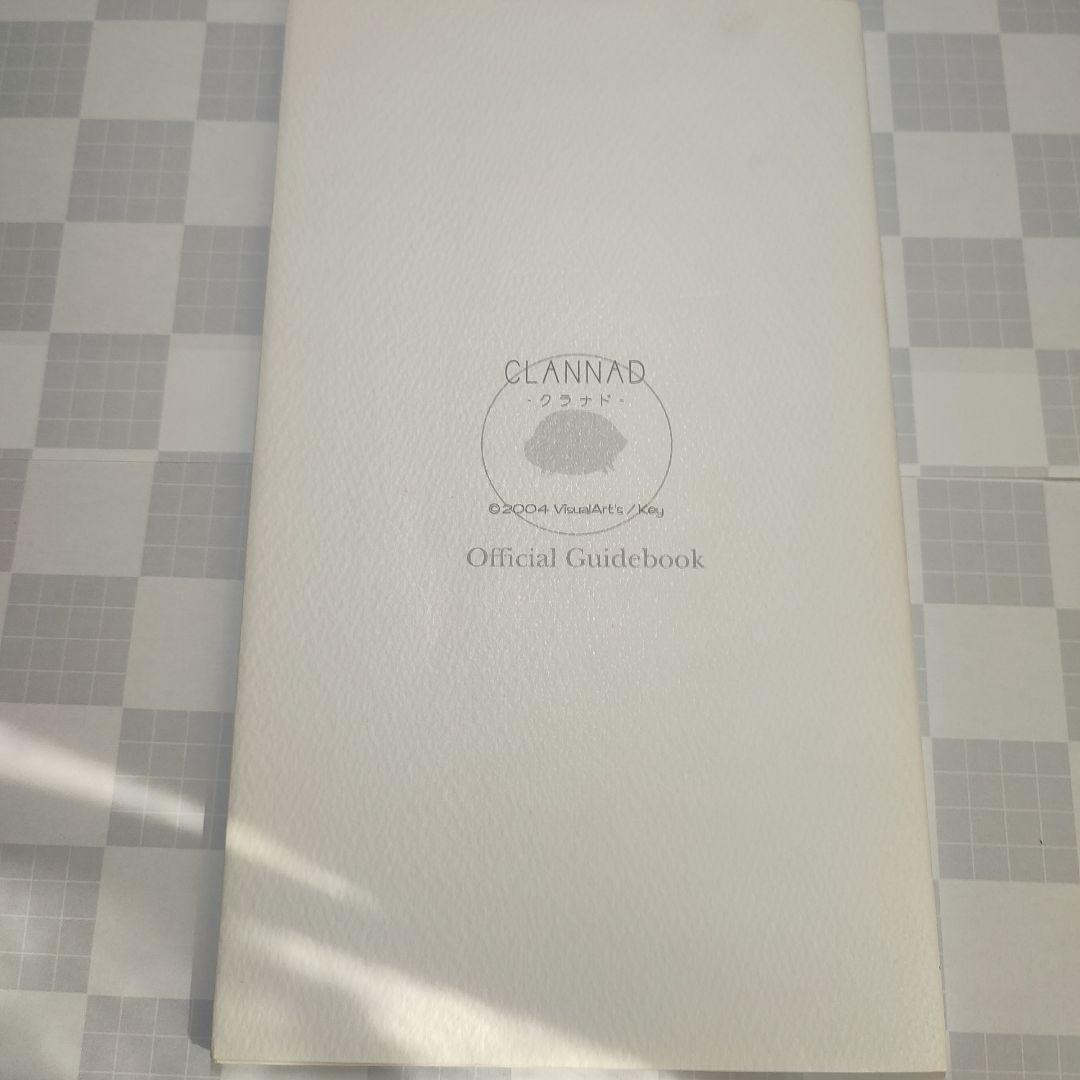 CLANNAD
-クラナド-
©2004 VisualArt's / Key
Official Guidebook